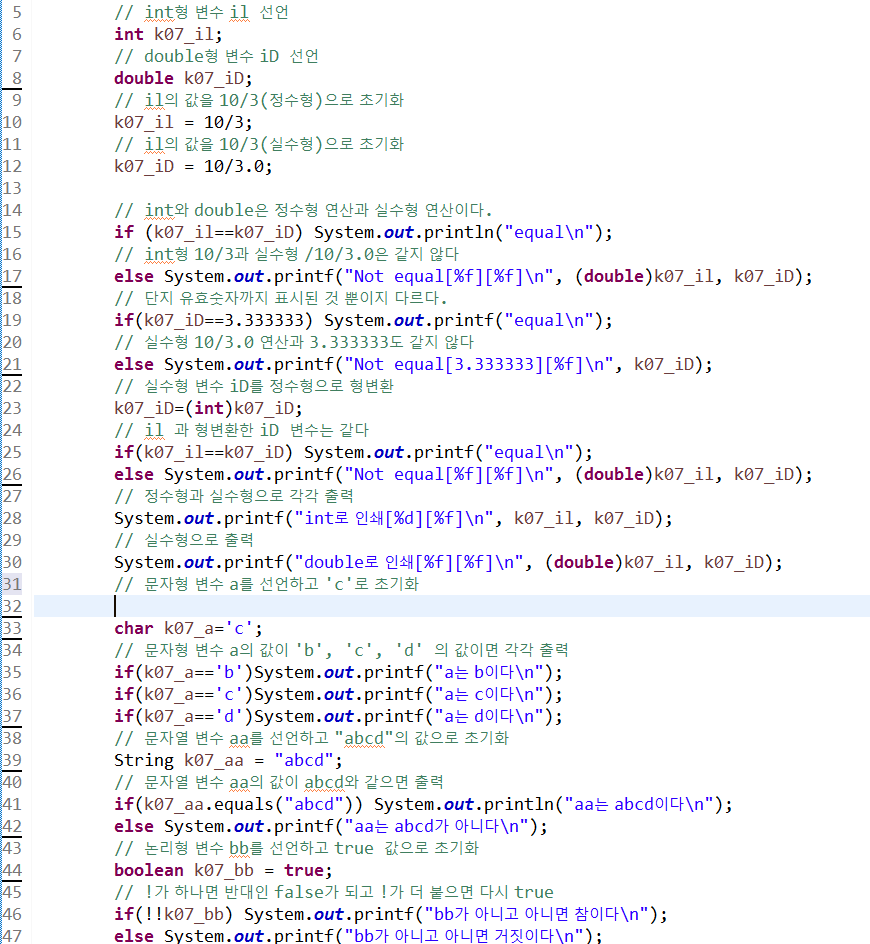 5 // int형 변수 il 선언
6 int k07_il;
7 // double형 변수 iD 선언
8 double k07_iD;
9 // il의 값을 10/3(정수형)으로 초기화
10 k07_il = 10/3;
11 // il의 값을 10/3(실수형)으로 초기화
12 k07_iD = 10/3.0;
13
14 // int와 double은 정수형 연산과 실수형 연산이다.
15 if (k07_il==k07_iD) System.out.println("equal\n");
16 // int형 10/3과 실수형 /10/3.0은 같지 않다
17 else System.out.printf("Not equal[%f][%f]\n", (double)k07_il, k07_iD);
18 // 단지 유효숫자까지 표시된 것 뿐이지 다르다.
19 if(k07_iD==3.333333) System.out.printf("equal\n");
20 // 실수형 10/3.0 연산과 3.333333도 같지 않다
21 else System.out.printf("Not equal[3.333333][%f]\n", k07_iD);
22 // 실수형 변수 iD를 정수형으로 형변환
23 k07_iD=(int)k07_iD;
24 // il 과 형변환한 iD 변수는 같다
25 if(k07_il==k07_iD) System.out.printf("equal\n");
26 else System.out.printf("Not equal[%f][%f]\n", (double)k07_il, k07_iD);
27 // 정수형과 실수형으로 각각 출력
28 System.out.printf("int로 인쇄[%d][%f]\n", k07_il, k07_iD);
29 // 실수형으로 출력
30 System.out.printf("double로 인쇄[%f][%f]\n", (double)k07_il, k07_iD);
31 // 문자형 변수 a를 선언하고 'c'로 초기화
32
33 char k07_a='c';
34 // 문자형 변수 a의 값이 'b', 'c', 'd' 의 값이면 각각 출력
35 if(k07_a=='b')System.out.printf("a는 b이다\n");
36 if(k07_a=='c')System.out.printf("a는 c이다\n");
37 if(k07_a=='d')System.out.printf("a는 d이다\n");
38 // 문자열 변수 aa를 선언하고 "abcd"의 값으로 초기화
39 String k07_aa = "abcd";
40 // 문자열 변수 aa의 값이 abcd와 같으면 출력
41 if(k07_aa.equals("abcd")) System.out.println("aa는 abcd이다\n");
42 else System.out.printf("aa는 abcd가 아니다\n");
43 // 논리형 변수 bb를 선언하고 true 값으로 초기화
44 boolean k07_bb = true;
45 // !가 하나면 반대인 false가 되고 !가 더 붙으면 다시 true
46 if(!!k07_bb) System.out.printf("bb가 아니고 아니면 참이다\n");
47 else System.out.printf("bb가 아니고 아니면 거짓이다\n");